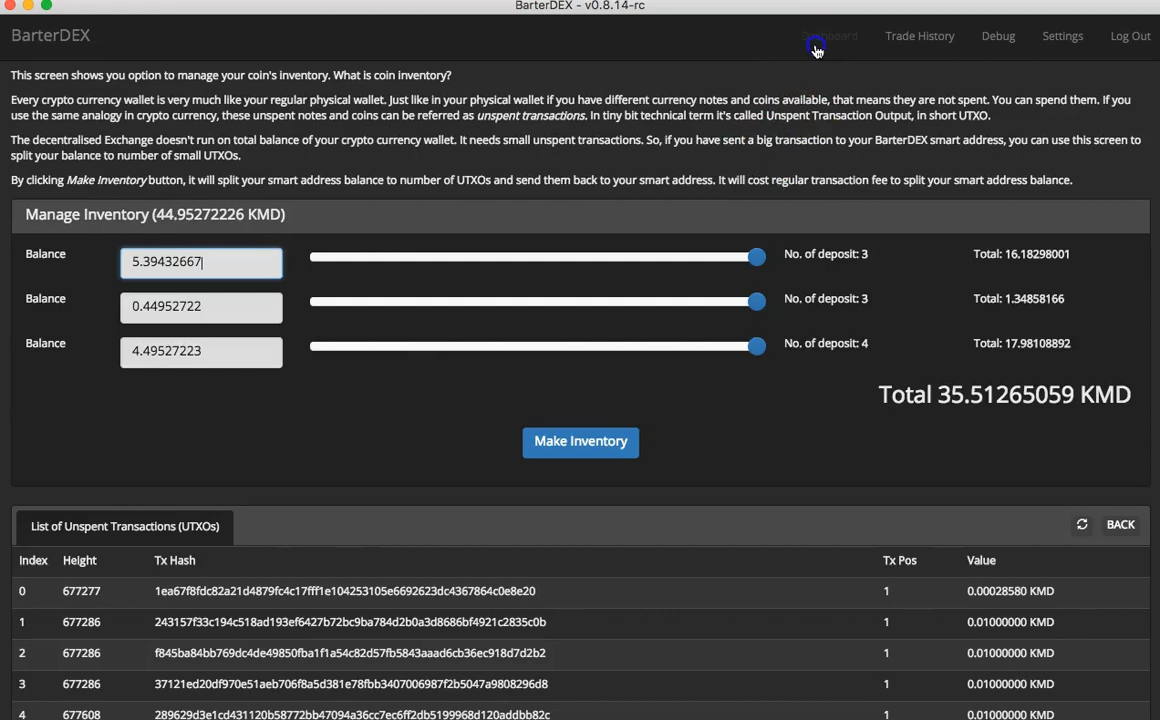 BarterDEX - v0.8.14-rc
BarterDEX
Dashboard Trade History Debug Settings Log Out
This screen shows you option to manage your coin's inventory. What is coin inventory?
Every crypto currency wallet is very much like your regular physical wallet. Just like in your physical wallet if you have different currency notes and coins available, that means they are not spent. You can spend them. If you
use the same analogy in crypto currency, these unspent notes and coins can be referred as unspent transactions. In tiny bit technical term it's called Unspent Transaction Output, in short UTXO.
The decentralised Exchange doesn't run on total balance of your crypto currency wallet. It needs small unspent transactions. So, if you have sent a big transaction to your BarterDEX smart address, you can use this screen to
split your balance to number of small UTXOs.
By clicking Make Inventory button, it will split your smart address balance to number of UTXOs and send them back to your smart address. It will cost regular transaction fee to split your smart address balance.
Manage Inventory (44.95272226 KMD)
Balance 5.39432667 No. of deposit: 3 Total: 16.18298001
Balance 0.44952722 No. of deposit: 3 Total: 1.34858166
Balance 4.49527223 No. of deposit: 4 Total: 17.98108892
Total 35.51265059 KMD
Make Inventory
List of Unspent Transactions (UTXOs) BACK
Index Height Tx Hash Tx Pos Value
0 677277 1ea67f8fdc82a21d4879fc4c17fff1e104253105e6692623dc4367864c0e8e20 1 0.00028580 KMD
1 677286 243157f33c194c518ad193ef6427b72bc9ba784d2b0a3d8686bf4921c2835c0b 1 0.01000000 KMD
2 677286 f845ba84bb769dc4de49850fba1f1a54c82d57fb5843aaad6cb36ec918d7d2b2 1 0.01000000 KMD
3 677286 37121ed20df970e51aeb706f8a5d381e78fbb3407006987f2b5047a9808296d8 1 0.01000000 KMD
4 677608 289629d3e1cd431120b58772bb47094a36cc7ec6ff2db5199968d120addbb82c 1 0.01000000 KMD